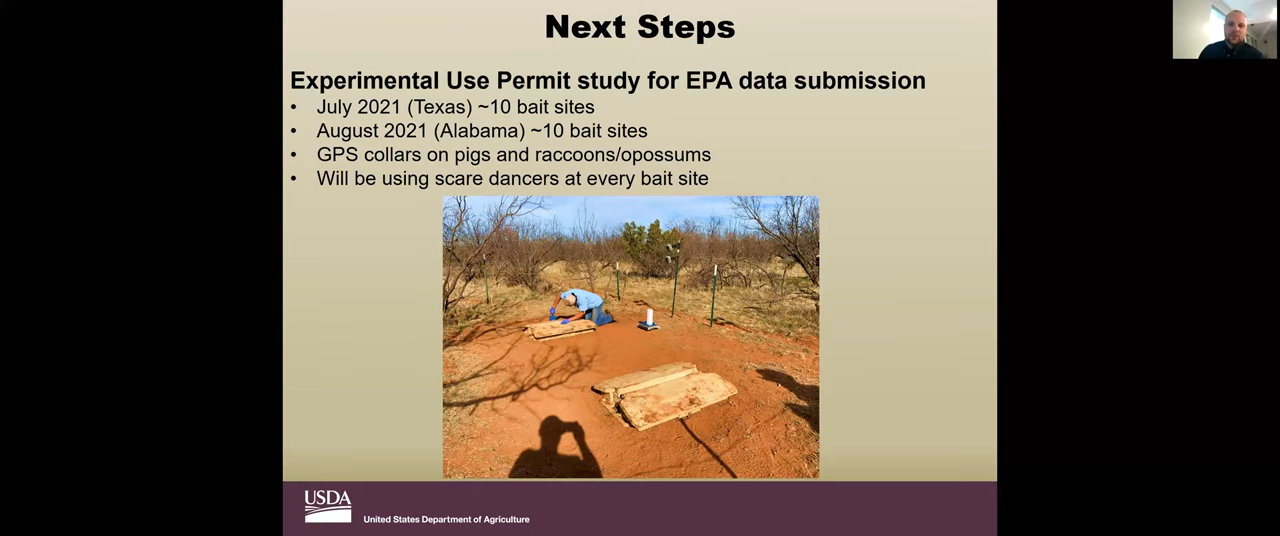 Next Steps
Experimental Use Permit study for EPA data submission
• July 2021 (Texas) ~10 bait sites
• August 2021 (Alabama) ~10 bait sites
• GPS collars on pigs and raccoons/opossums
• Will be using scare dancers at every bait site
USDA
United States Department of Agriculture